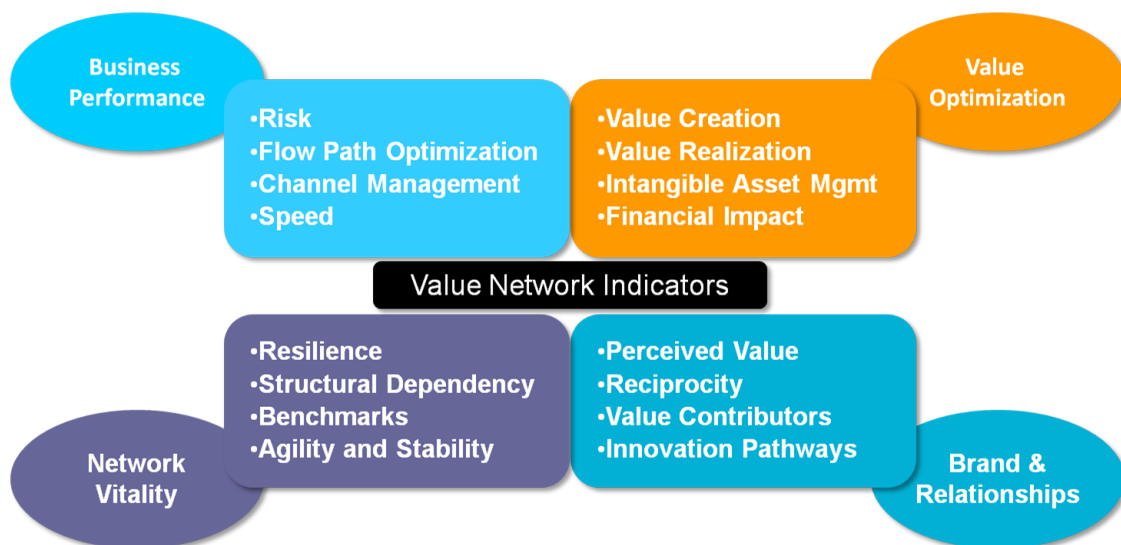 Business
Performance
•Risk
•Flow Path Optimization
•Channel Management
•Speed
•Value Creation
•Value Realization
•Intangible Asset Mgmt
•Financial Impact
Value
Optimization
Value Network Indicators
Network
Vitality
•Resilience
•Structural Dependency
•Benchmarks
•Agility and Stability
•Perceived Value
•Reciprocity
•Value Contributors
•Innovation Pathways
Brand &
Relationships